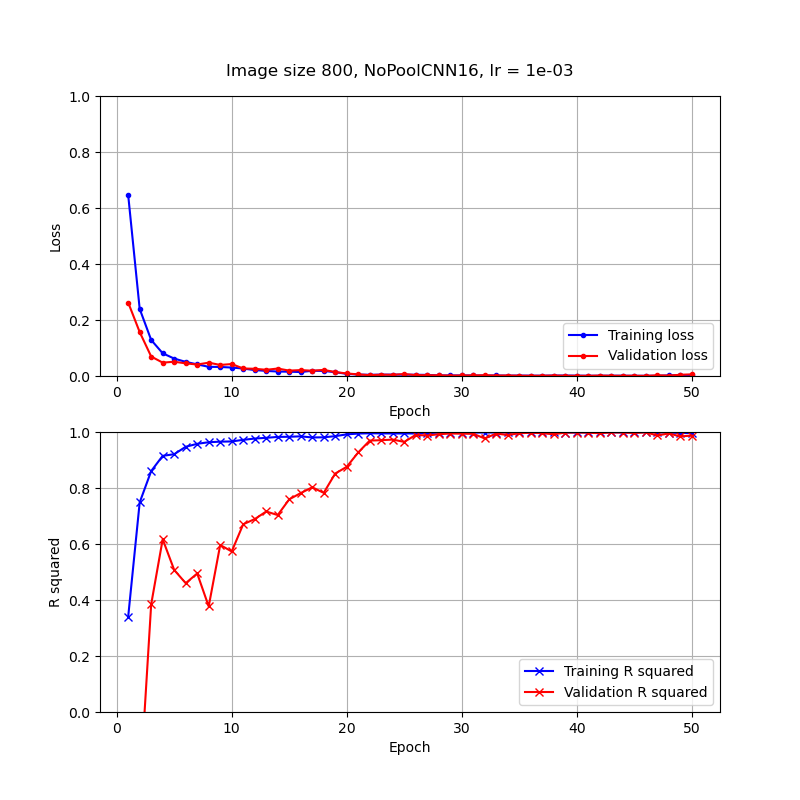 Image size 800, NoPoolCNN16, lr = 1e-03
1.0
0.8
0.6
0.4
0.2
0.0
Loss
Training loss
Validation loss
0 10 20 30 40 50
Epoch
1.0
0.8
0.6
0.4
0.2
0.0
R squared
Training R squared
Validation R squared
0 10 20 30 40 50
Epoch